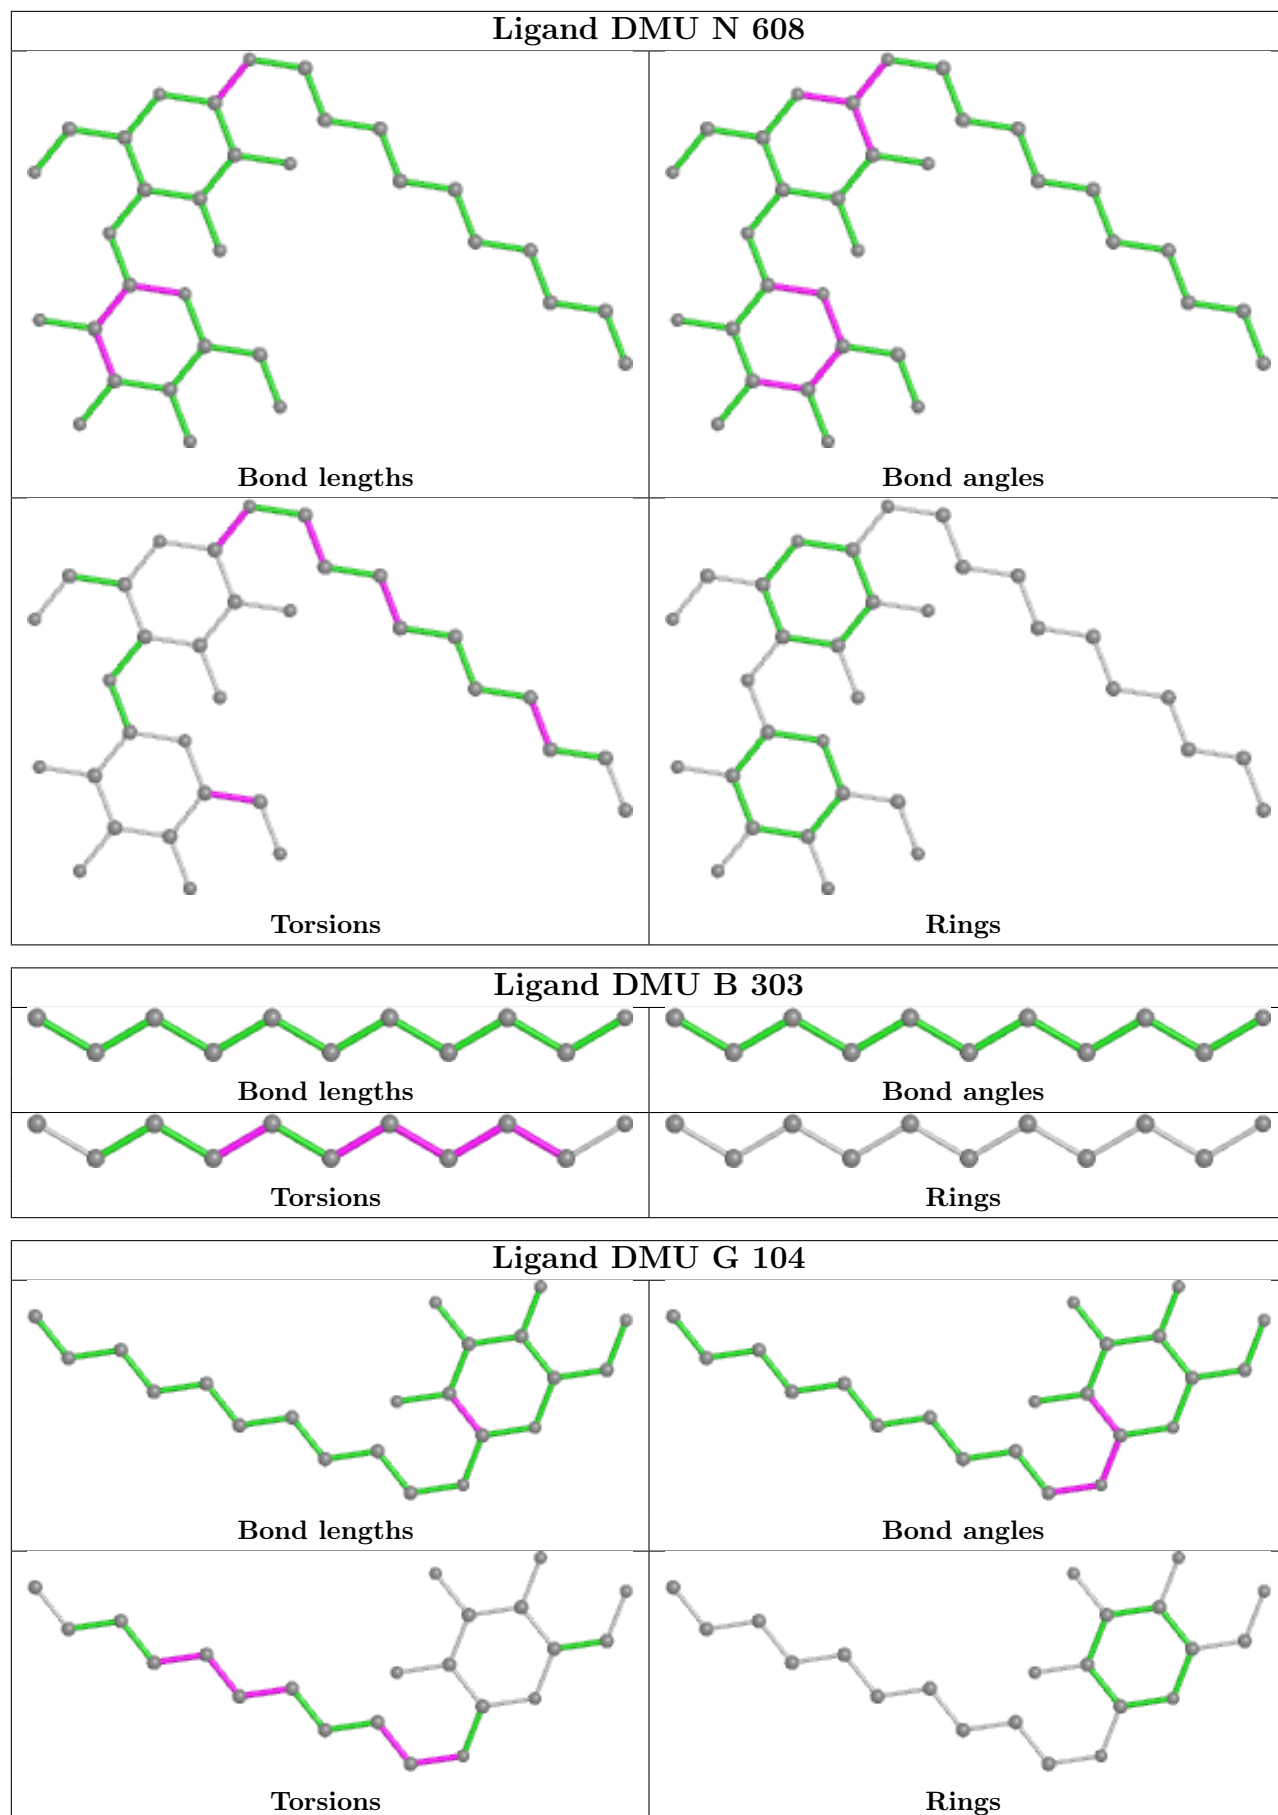 Ligand DMU N 608
Bond lengths
Bond angles
Torsions
Rings
Ligand DMU B 303
Bond lengths
Bond angles
Torsions
Rings
Ligand DMU G 104
Bond lengths
Bond angles
Torsions
Rings